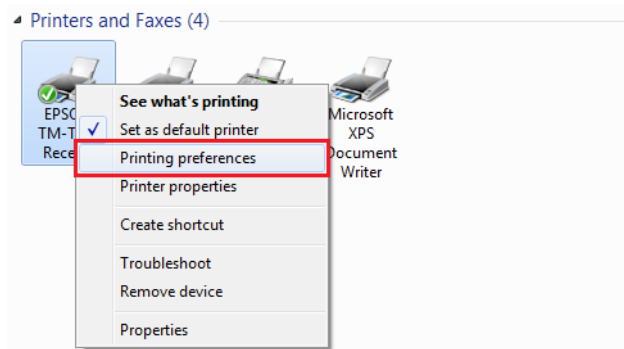 Printers and Faxes (4)
See what's printing
Set as default printer
Printing preferences
Printer properties
Create shortcut
Troubleshoot
Remove device
Properties
EPSO
TM-T
Rece
Microsoft
XPS
Document
Writer